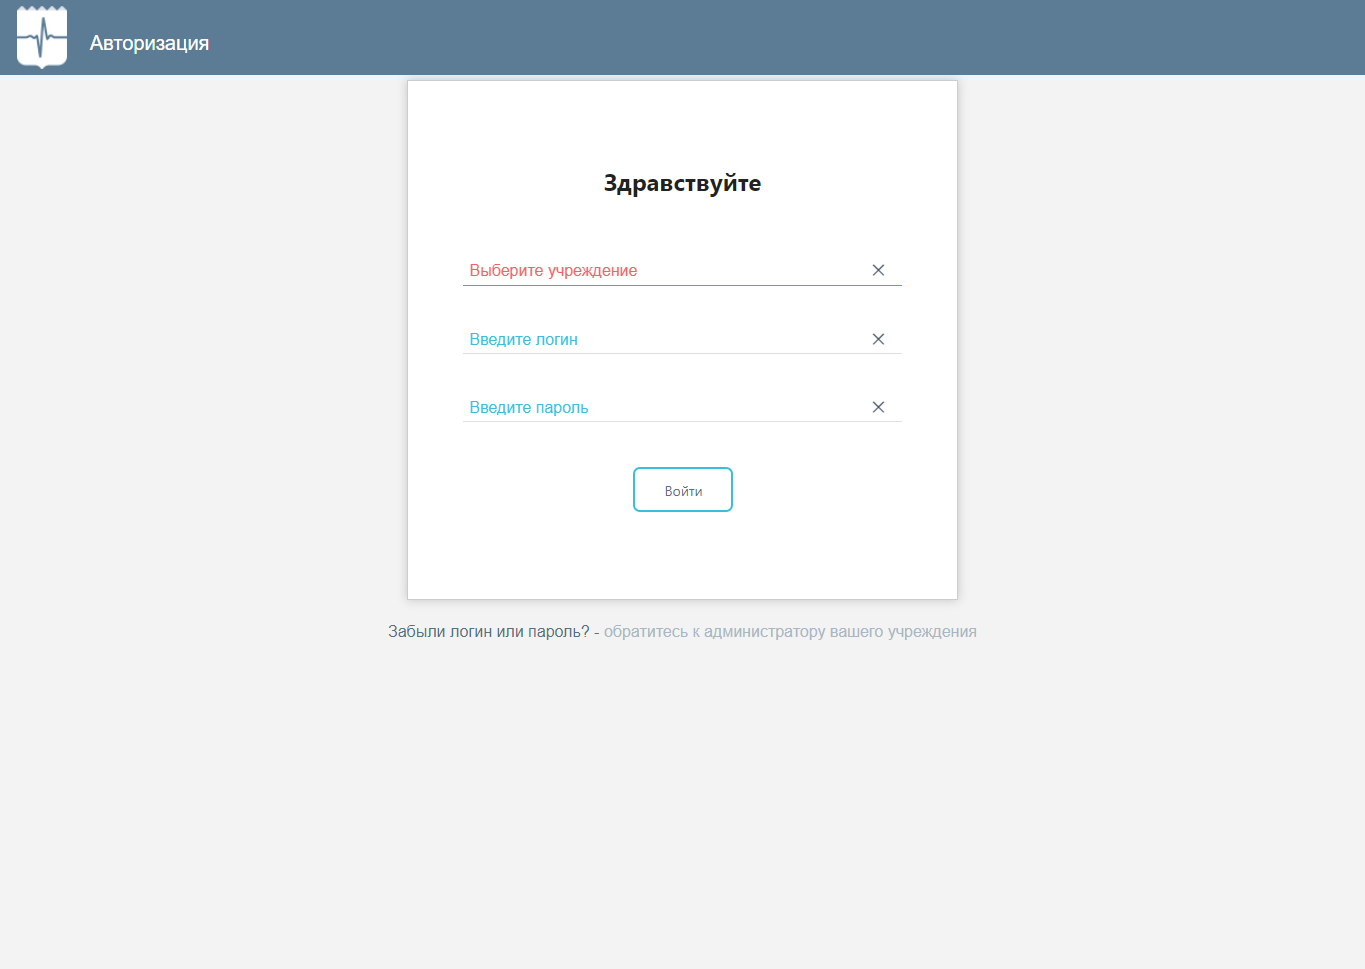 Авторизация
Здравствуйте
Выберите учреждение
Введите логин
Введите пароль
Войти
Забыли логин или пароль? - обратитесь к администратору вашего учреждения